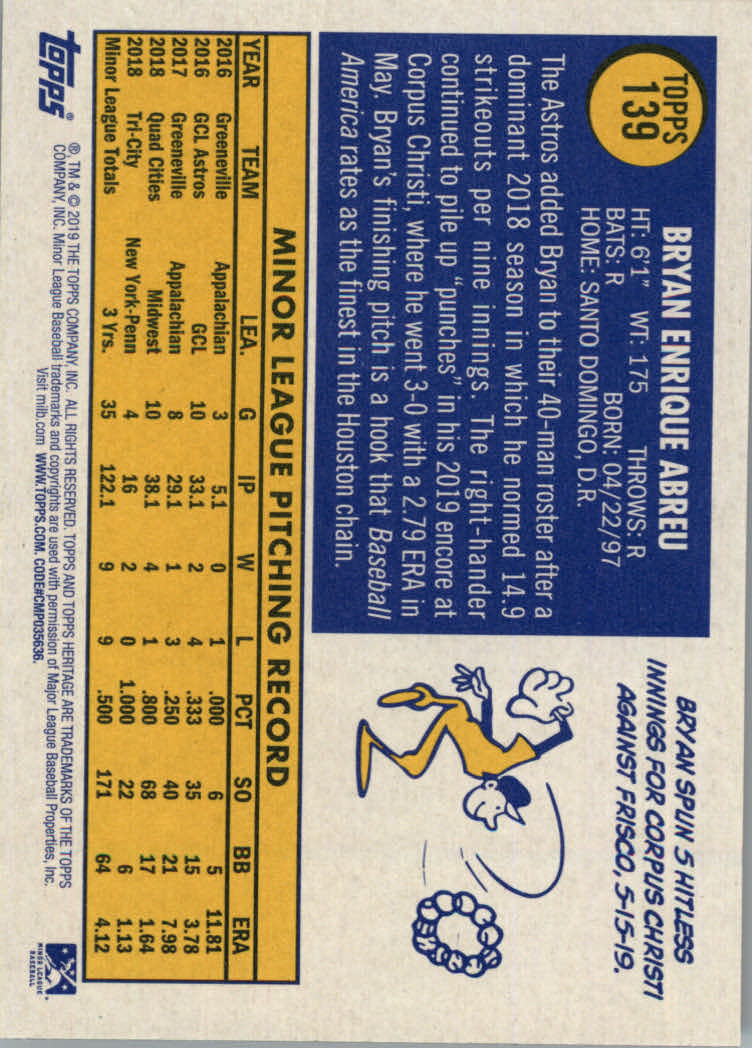 TOPPS
139
BRYAN ENRIQUE ABREU
HT: 6'1" WT: 175 THROWS: R
BATS: R BORN: 04/22/97
HOME: SANTO DOMINGO, D.R.
The Astros added Bryan to their 40-man roster after a
dominant 2018 season in which he normed 14.9
strikeouts per nine innings. The right-hander
continued to pile up "punches" in his 2019 encore at
Corpus Christi, where he went 3-0 with a 2.79 ERA in
May. Bryan's finishing pitch is a hook that Baseball
America rates as the finest in the Houston chain.
BRYAN SPUN 5 HITLESS
INNINGS FOR CORPUS CHRISTI
AGAINST FRISCO, 5-15-19.
MINOR LEAGUE PITCHING RECORD
YEAR TEAM LEA. G IP W L PCT SO BB ERA
2016 Greeneville Appalachian 3 5.1 0 1 .000 6 5 11.81
2016 GCL Astros GCL 10 33.1 2 4 .333 35 15 3.78
2017 Greeneville Appalachian 8 29.1 1 3 .250 40 21 7.98
2018 Quad Cities Midwest 10 38.1 4 1 .800 68 17 1.64
2018 Tri-City New York-Penn 4 16 2 0 1.000 22 6 1.13
Minor League Totals 3 Yrs. 35 122.1 9 9 .500 171 64 4.12
Topps®
® TM & © 2019 THE TOPPS COMPANY, INC. ALL RIGHTS RESERVED. TOPPS AND TOPPS HERITAGE ARE TRADEMARKS OF THE TOPPS
COMPANY, INC. Minor League Baseball trademarks and copyrights are used with permission of Major League Baseball Properties, Inc.
Visit milb.com WWW.TOPPS.COM. CODE#CMP035636.
MINOR LEAGUE
BASEBALL